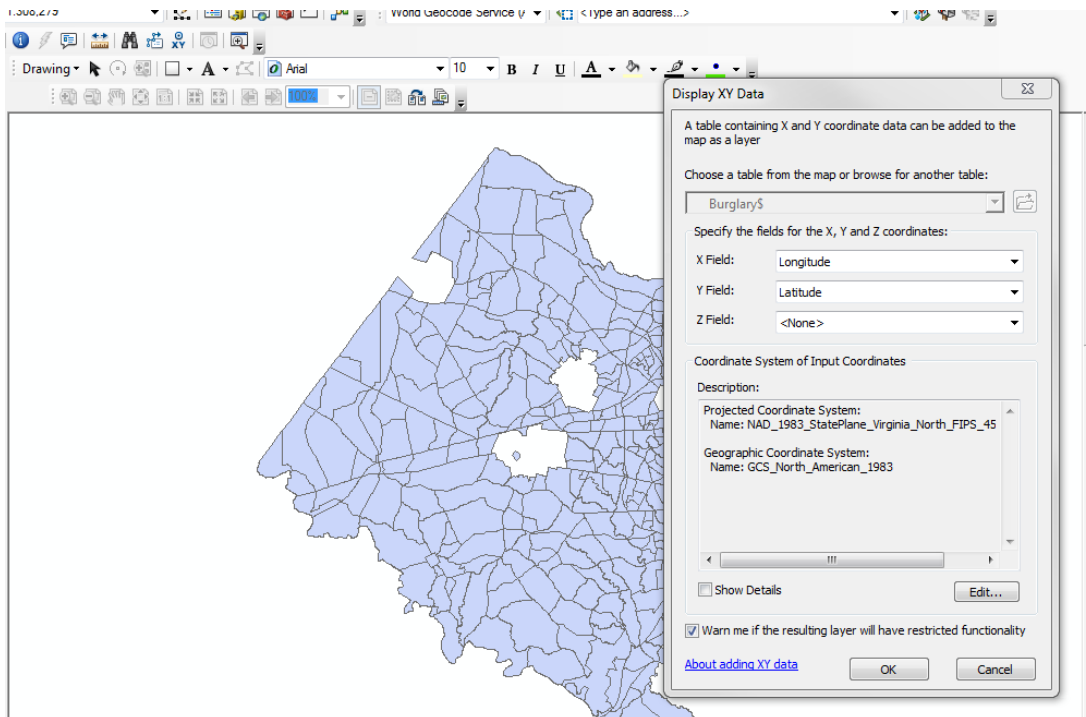 1:308,279
World Geocode Service (A
<Type an address...>
Drawing
Arial
10
B I U A
100%
Display XY Data
A table containing X and Y coordinate data can be added to the
map as a layer
Choose a table from the map or browse for another table:
Burglary$
Specify the fields for the X, Y and Z coordinates:
X Field:
Longitude
Y Field:
Latitude
Z Field:
<None>
Coordinate System of Input Coordinates
Description:
Projected Coordinate System:
Name: NAD_1983_StatePlane_Virginia_North_FIPS_45
Geographic Coordinate System:
Name: GCS_North_American_1983
Show Details
Edit...
Warn me if the resulting layer will have restricted functionality
About adding XY data
OK
Cancel